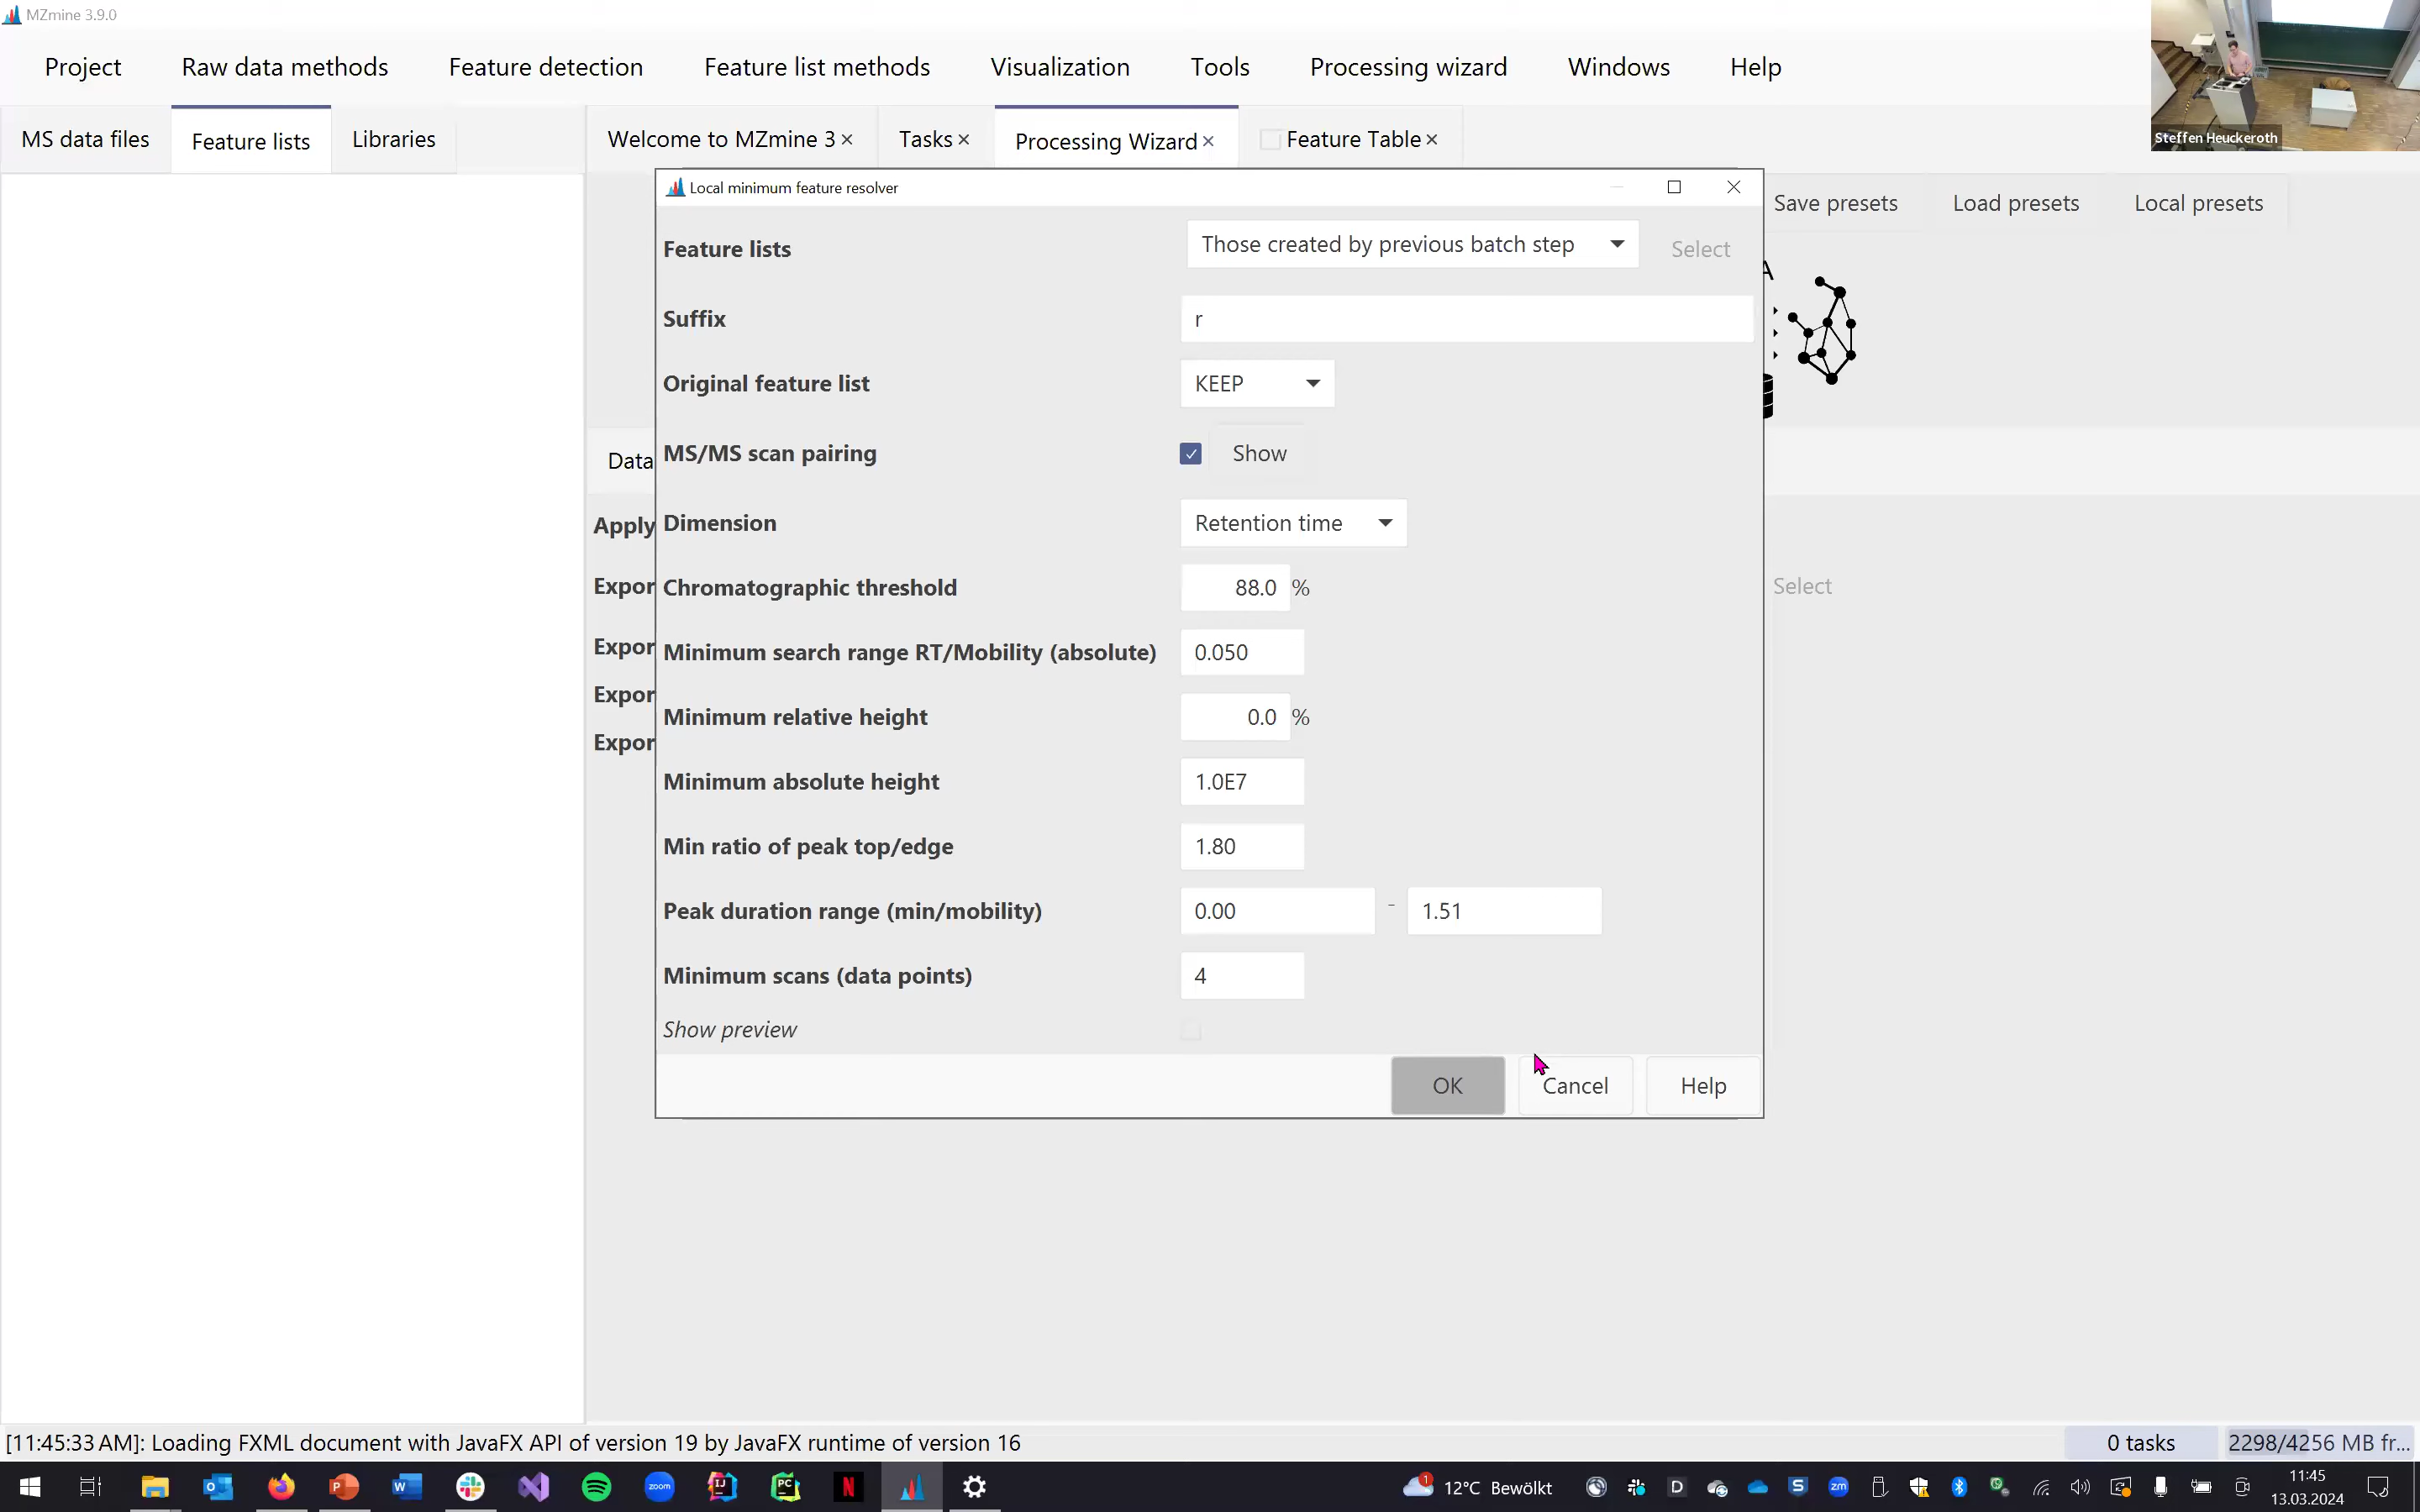 MZmine 3.9.0
Project Raw data methods Feature detection Feature list methods Visualization Tools Processing wizard Windows Help
MS data files Feature lists Libraries Welcome to MZmine 3 Tasks Processing Wizard Feature Table
Steffen Heuckeroth
Local minimum feature resolver
Save presets Load presets Local presets
Feature lists Those created by previous batch step Select
Suffix r
Original feature list KEEP
Data MS/MS scan pairing Show
Apply Dimension Retention time
Expor Chromatographic threshold 88.0 % Select
Expor Minimum search range RT/Mobility (absolute) 0.050
Expor Minimum relative height 0.0 %
Expor Minimum absolute height 1.0E7
Min ratio of peak top/edge 1.80
Peak duration range (min/mobility) 0.00 - 1.51
Minimum scans (data points) 4
Show preview
OK Cancel Help
[11:45:33 AM]: Loading FXML document with JavaFX API of version 19 by JavaFX runtime of version 16 0 tasks 2298/4256 MB fr...
12°C Bewölkt 11:45
13.03.2024